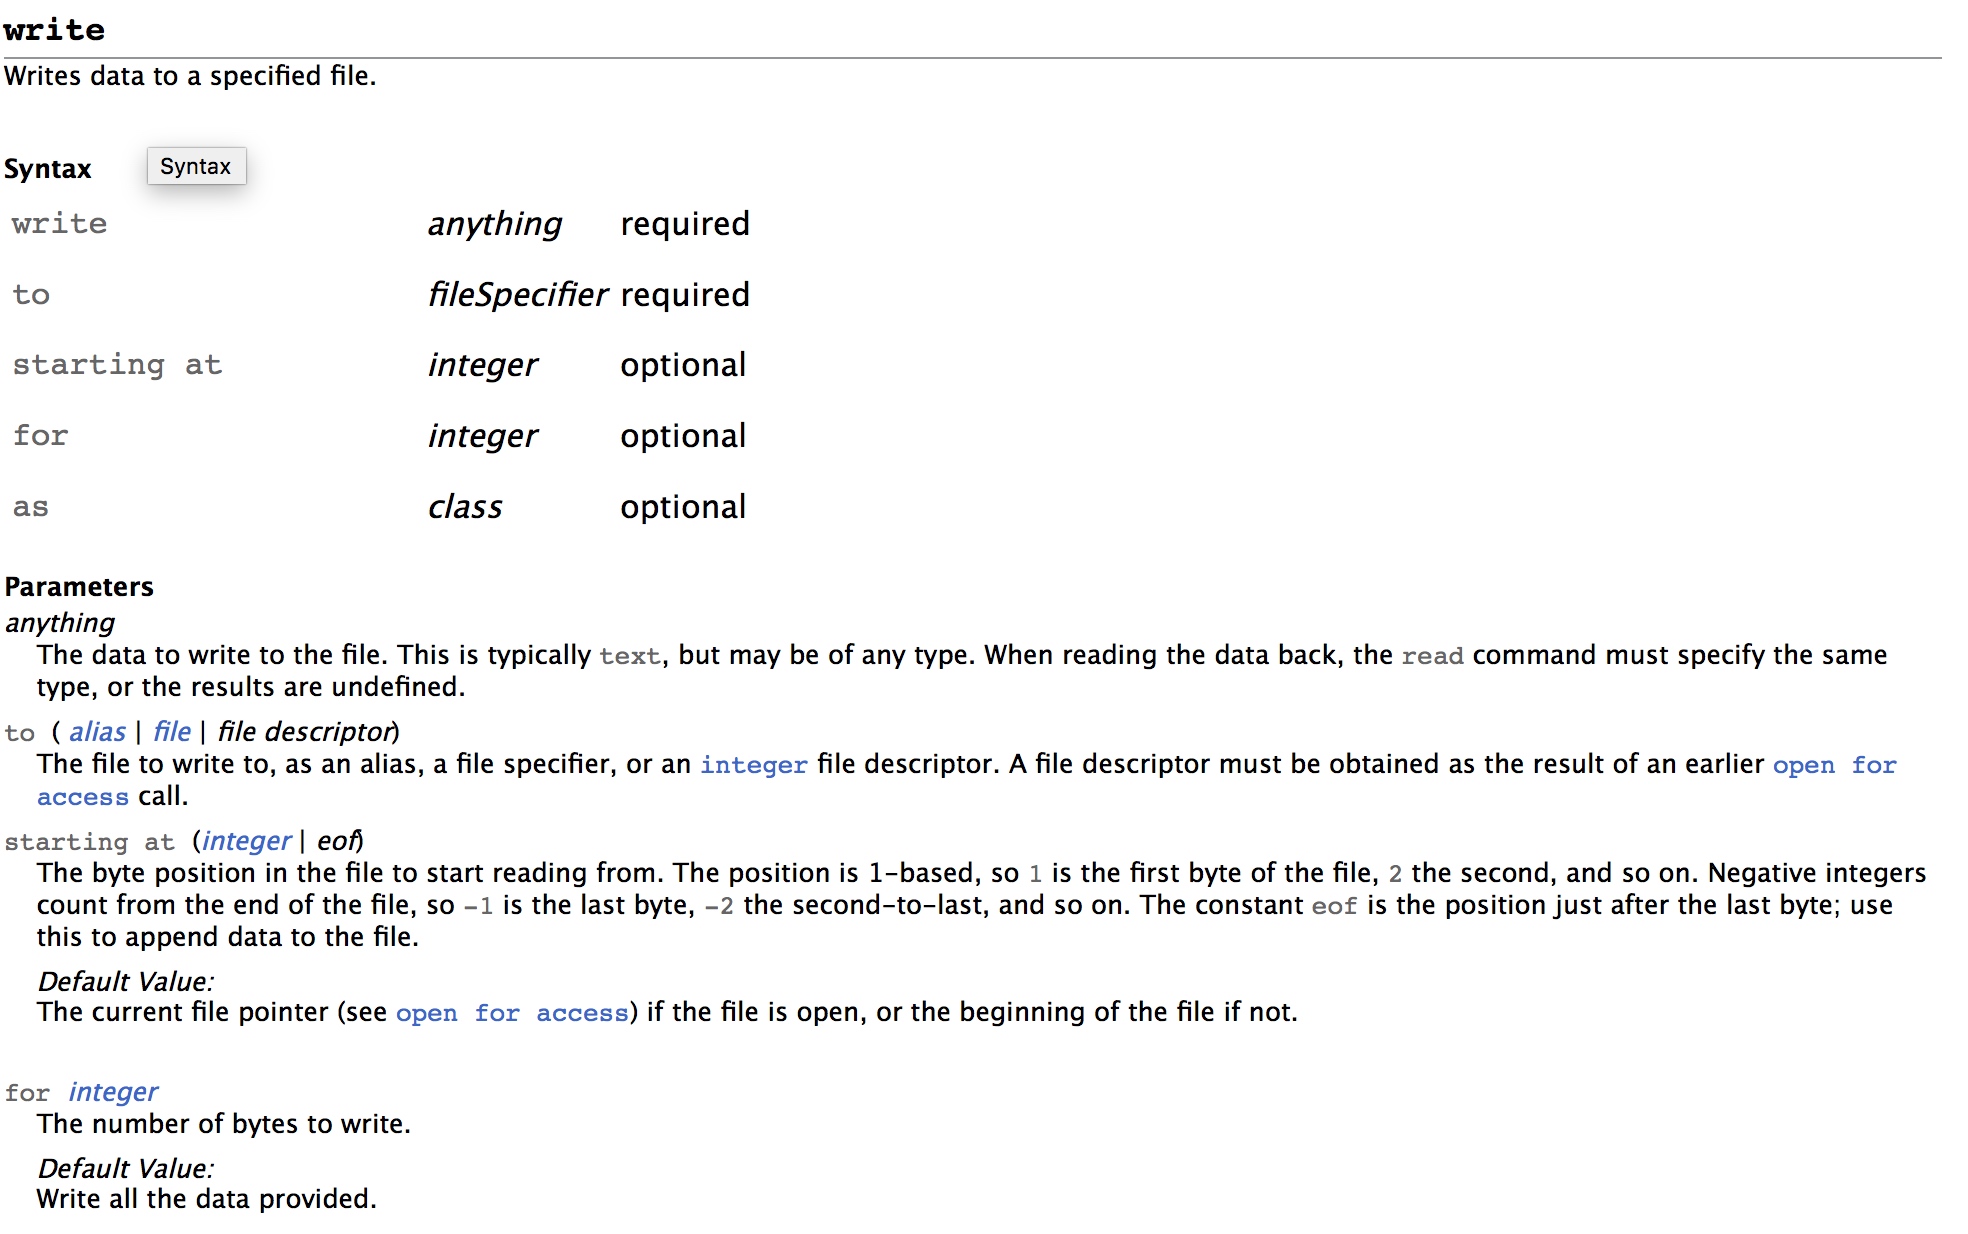 write
Writes data to a specified file.
Syntax Syntax
write anything required
to fileSpecifier required
starting at integer optional
for integer optional
as class optional
Parameters
anything
The data to write to the file. This is typically text, but may be of any type. When reading the data back, the read command must specify the same
type, or the results are undefined.
to ( alias | file | file descriptor)
The file to write to, as an alias, a file specifier, or an integer file descriptor. A file descriptor must be obtained as the result of an earlier open for
access call.
starting at (integer | eof)
The byte position in the file to start reading from. The position is 1-based, so 1 is the first byte of the file, 2 the second, and so on. Negative integers
count from the end of the file, so -1 is the last byte, -2 the second-to-last, and so on. The constant eof is the position just after the last byte; use
this to append data to the file.
Default Value:
The current file pointer (see open for access) if the file is open, or the beginning of the file if not.
for integer
The number of bytes to write.
Default Value:
Write all the data provided.